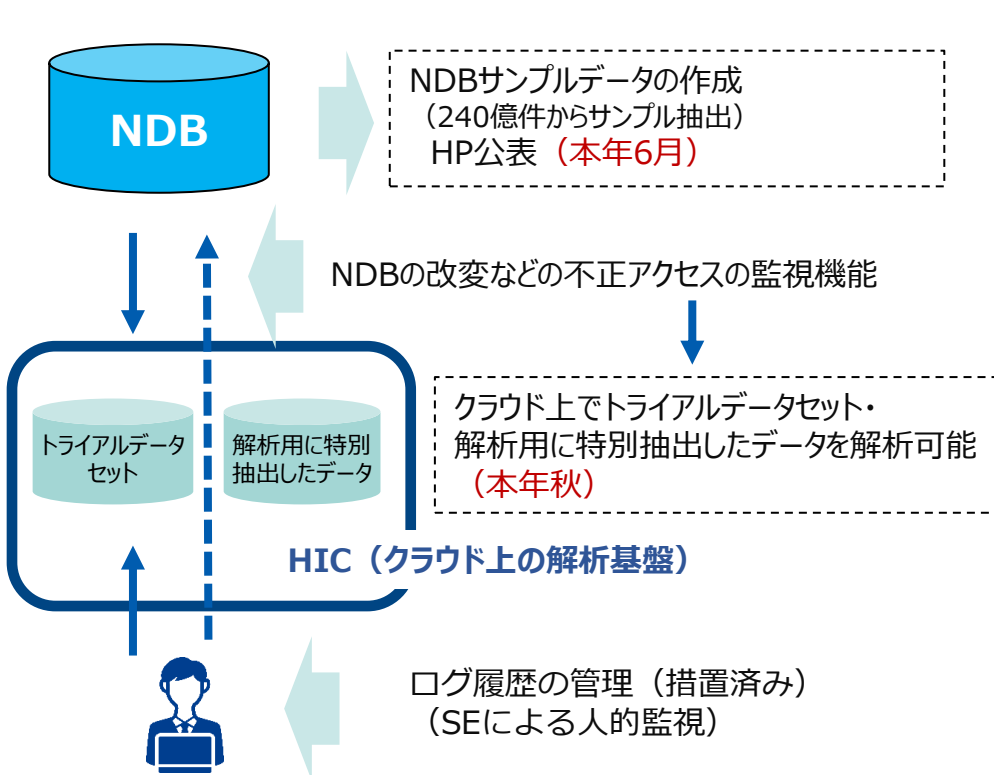 NDB
NDBサンプルデータの作成
（240億件からサンプル抽出）
HP公表（本年6月）
NDBの改変などの不正アクセスの監視機能
トライアルデータ
セット
解析用に特別
抽出したデータ
クラウド上でトライアルデータセット・
解析用に特別抽出したデータを解析可能
（本年秋）
HIC（クラウド上の解析基盤）
ログ履歴の管理（措置済み）
（SEによる人的監視）